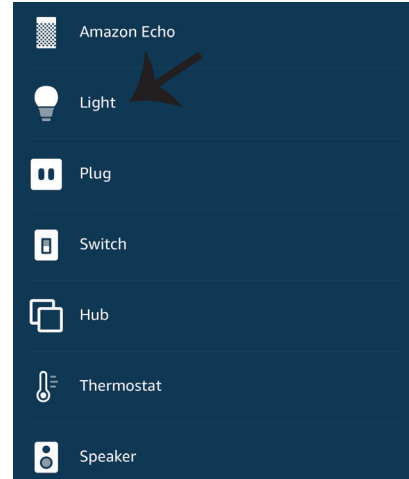 Amazon Echo
Light
Plug
Switch
Hub
Thermostat
Speaker